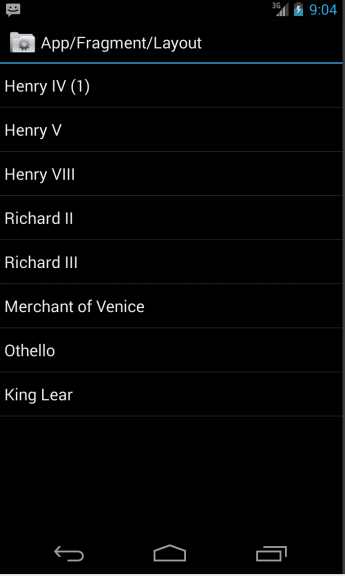 3G
9:04
App/Fragment/Layout
Henry IV (1)
Henry V
Henry VIII
Richard II
Richard III
Merchant of Venice
Othello
King Lear